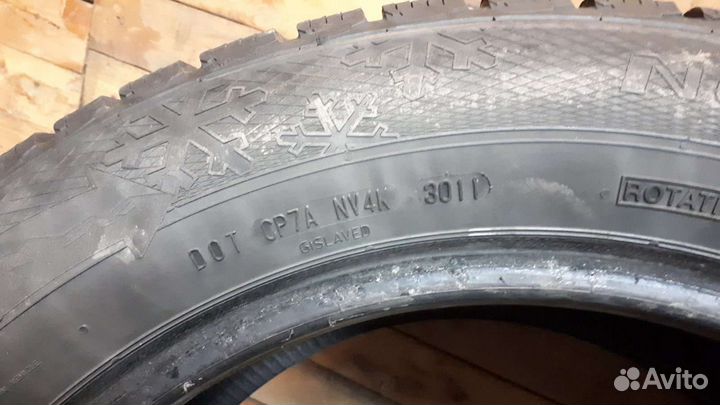 N
DOT CP7A NV4K 3011
GISLAVED
ROTATI
Avito